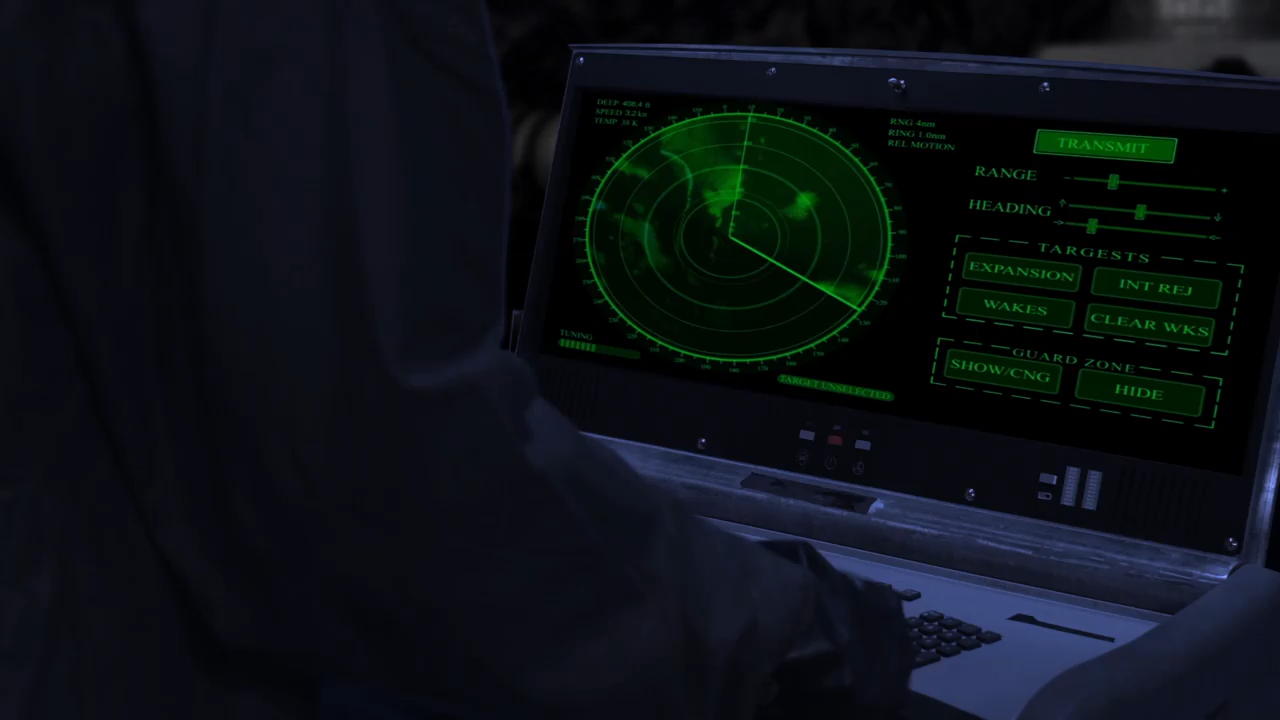 DEEP 408.4 ft
SPEED 3.2 kn
TEMP 38 K
RNG 4nm
RING 1.0nm
REL MOTION
TRANSMIT
RANGE
HEADING
TARGESTS
EXPANSION
INT REJ
WAKES
CLEAR WKS
GUARD ZONE
SHOW/CNG
HIDE
TUNING
TARGET UNSELECTED